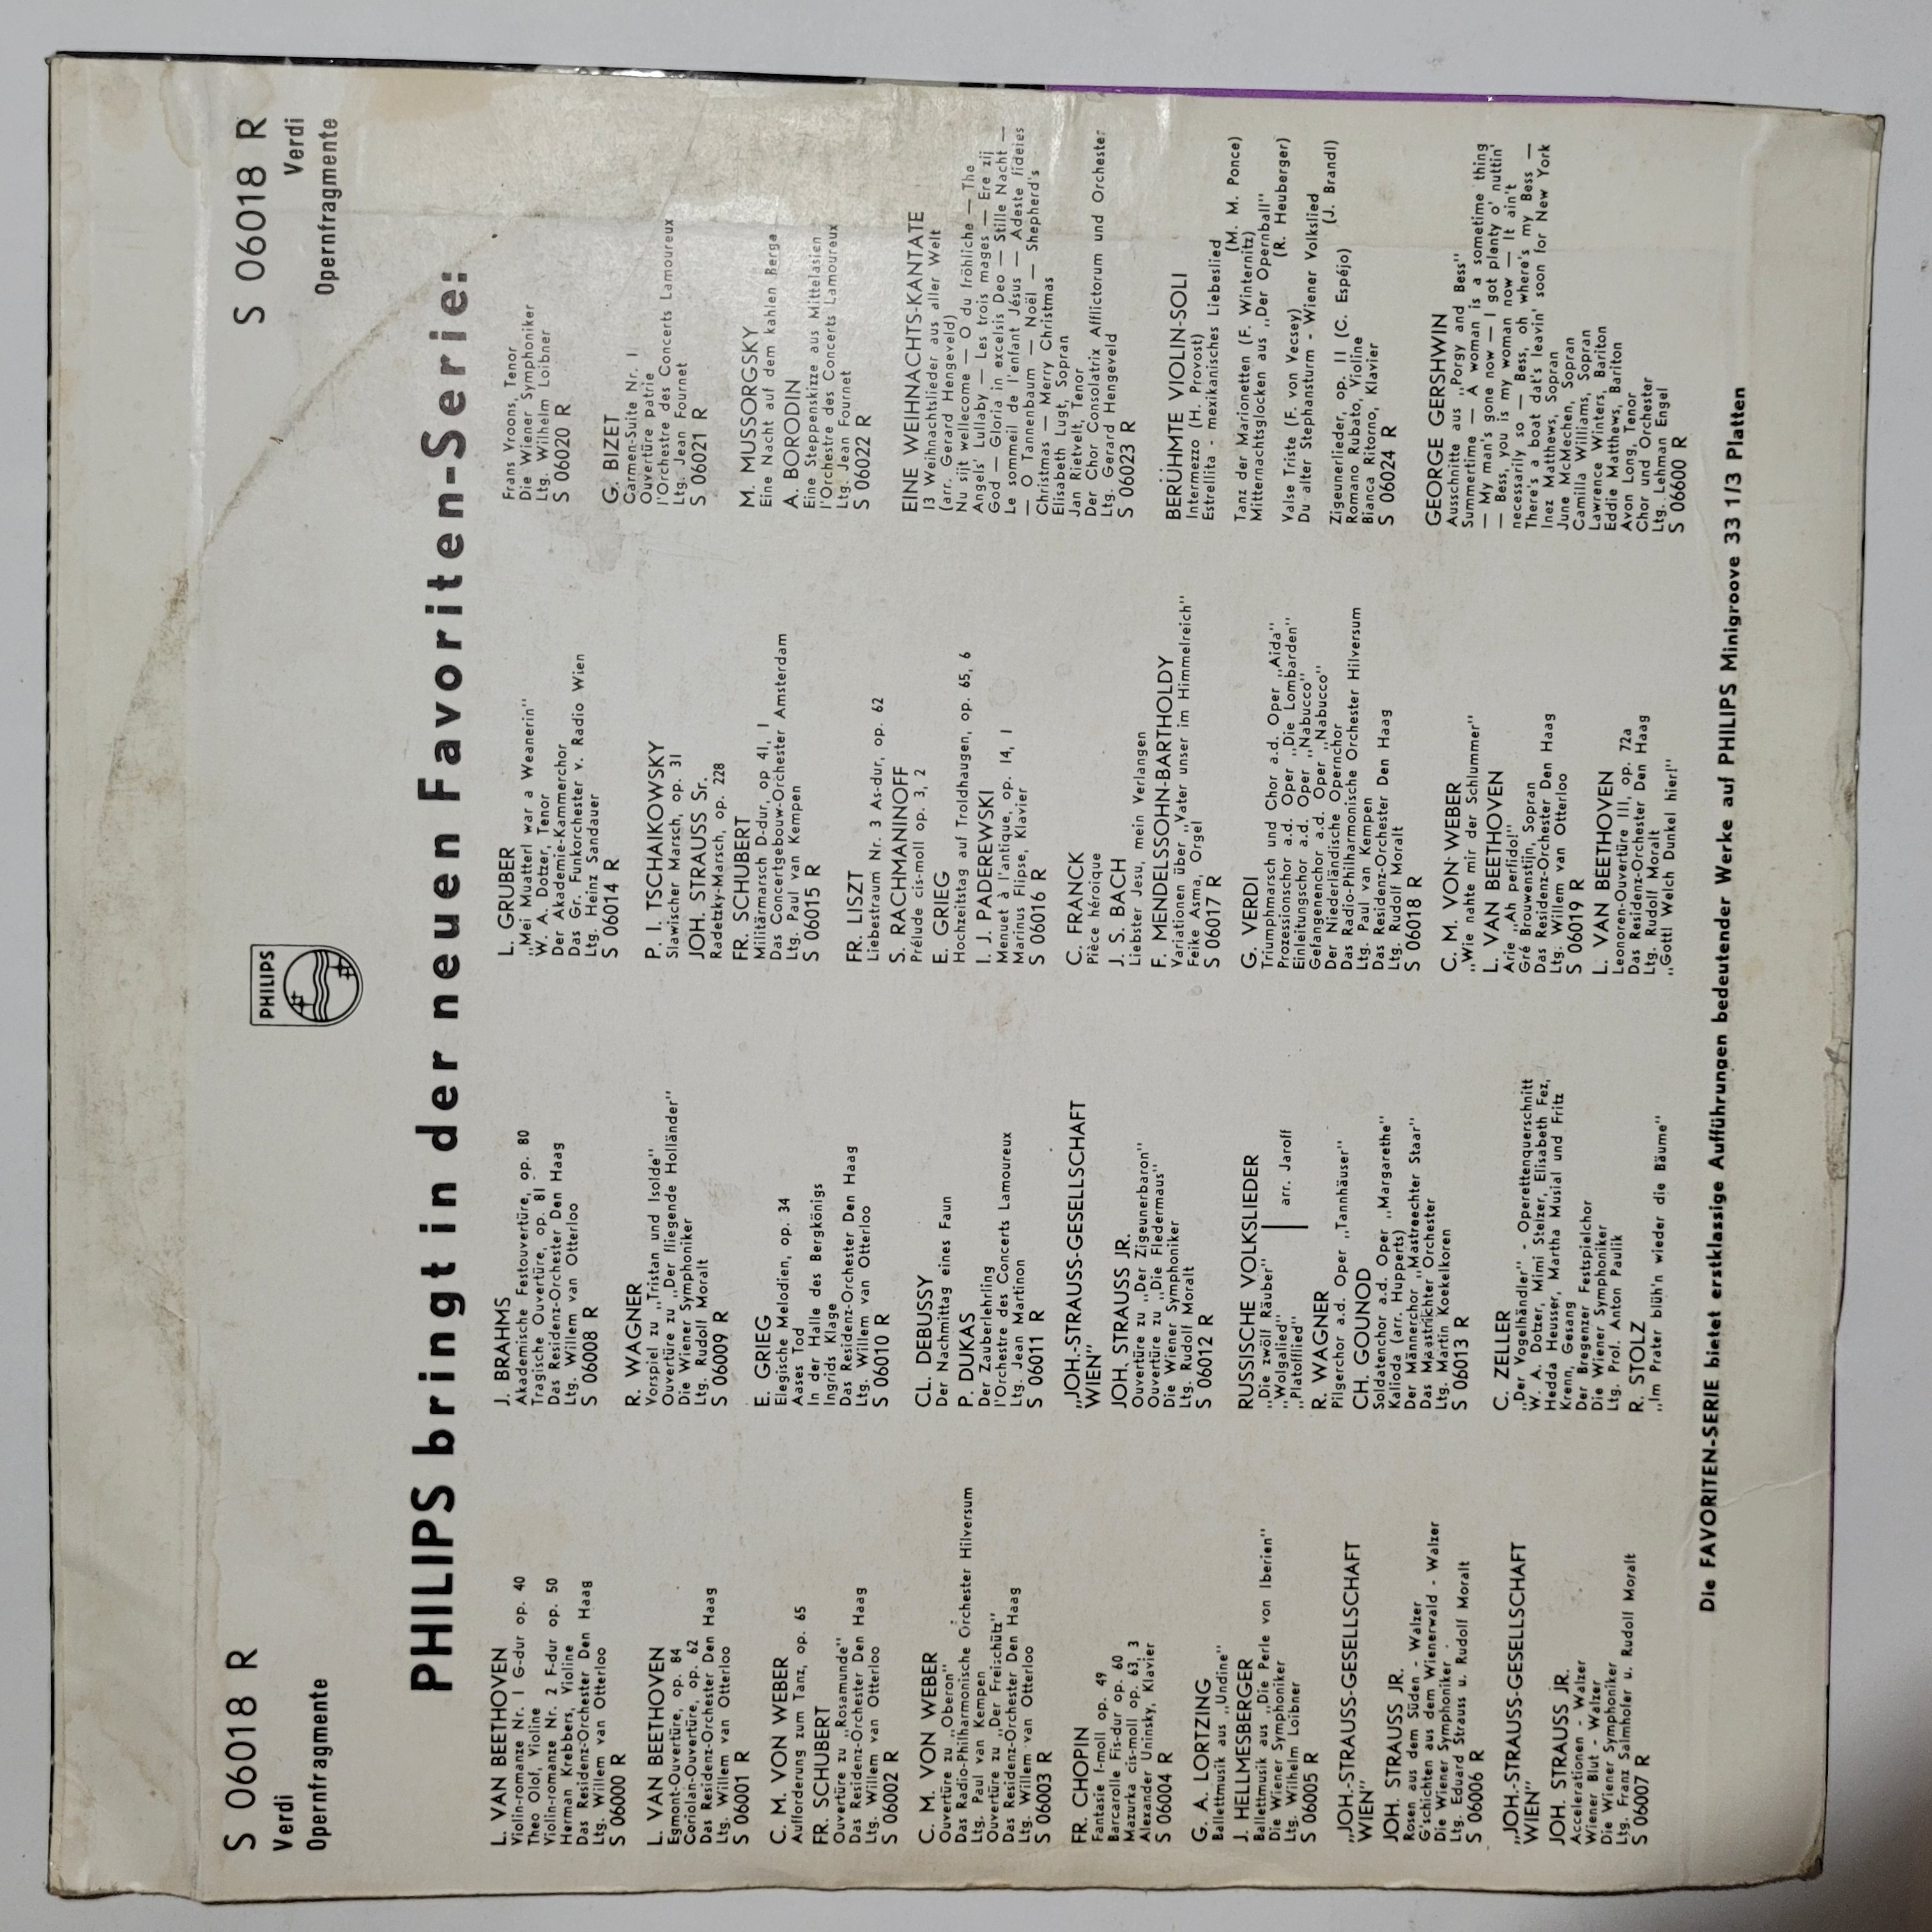 S 06018 R
Verdi
Opernfragmente
PHILIPS
S 06018 R
Verdi
Opernfragmente
PHILIPS bringt in der neuen Favoriten-Serie:
L. VAN BEETHOVEN
Violin-romanze Nr. 1 G-dur op. 40
Theo Olof, Violine
Violin-romanze Nr. 2 F-dur op. 50
Herman Krebbers, Violine
Das Residenz-Orchester Den Haag
Ltg. Willem van Otterloo
S 06000 R
L. VAN BEETHOVEN
Egmont-Ouvertüre, op. 84
Coriolan-Ouvertüre, op. 62
Das Residenz-Orchester Den Haag
Ltg. Willem van Otterloo
S 06001 R
C. M. VON WEBER
Aufforderung zum Tanz, op. 65
FR. SCHUBERT
Ouvertüre zu „Rosamunde"
Das Residenz-Orchester Den Haag
Ltg. Willem van Otterloo
S 06002 R
C. M. VON WEBER
Ouvertüre zu „Oberon"
Das Radio-Philharmonische Orchester Hilversum
Ltg. Paul van Kempen
Ouvertüre zu „Der Freischütz"
Das Residenz-Orchester Den Haag
Ltg. Willem van Otterloo
S 06003 R
FR. CHOPIN
Fantasie f-moll op. 49
Barcarolle Fis-dur op. 60
Mazurka cis-moll op. 63, 3
Alexander Uninsky, Klavier
S 06004 R
G. A. LORTZING
Ballettmusik aus „Undine"
J. HELLMESBERGER
Ballettmusik aus „Die Perle von Iberien"
Die Wiener Symphoniker
Ltg. Wilhelm Loibner
S 06005 R
„JOH.-STRAUSS-GESELLSCHAFT
WIEN"
JOH. STRAUSS JR.
Rosen aus dem Süden - Walzer
G'schichten aus dem Wienerwald - Walzer
Die Wiener Symphoniker
Ltg. Eduard Strauss u. Rudolf Moralt
S 06006 R
„JOH.-STRAUSS-GESELLSCHAFT
WIEN"
JOH. STRAUSS JR.
Accelerationen - Walzer
Wiener Blut - Walzer
Die Wiener Symphoniker
Ltg. Franz Salmhofer u. Rudolf Moralt
S 06007 R
J. BRAHMS
Akademische Festouvertüre, op. 80
Tragische Ouvertüre, op. 81
Das Residenz-Orchester Den Haag
Ltg. Willem van Otterloo
S 06008 R
R. WAGNER
Vorspiel zu „Tristan und Isolde"
Ouvertüre zu „Der fliegende Holländer"
Die Wiener Symphoniker
Ltg. Rudolf Moralt
S 06009 R
E. GRIEG
Elegische Melodien, op. 34
Aases Tod
In der Halle des Bergkönigs
Ingrids Klage
Das Residenz-Orchester Den Haag
Ltg. Willem van Otterloo
S 06010 R
CL. DEBUSSY
Der Nachmittag eines Faun
P. DUKAS
Der Zauberlehrling
l'Orchestre des Concerts Lamoureux
Ltg. Jean Martinon
S 06011 R
„JOH.-STRAUSS-GESELLSCHAFT
WIEN"
JOH. STRAUSS JR.
Ouvertüre zu „Der Zigeunerbaron"
Ouvertüre zu „Die Fledermaus"
Die Wiener Symphoniker
Ltg. Rudolf Moralt
S 06012 R
RUSSISCHE VOLKSLIEDER
„Die zwölf Räuber"
„Wolgalied" arr. Jaroff
„Platofflied"
R. WAGNER
Pilgerchor a.d. Oper „Tannhäuser"
CH. GOUNOD
Soldatenchor a.d. Oper „Margarethe"
Kalioda (arr. Hupperts)
Der Männerchor „Mastreechter Staar"
Das Maastrichter Orchester
Ltg. Martin Koekelkoren
S 06013 R
C. ZELLER
„Der Vogelhändler" - Operettenquerschnitt
W. A. Dotzer, Mimi Stelzer, Elisabeth Fez,
Hedda Heusser, Martha Musial und Fritz
Krenn, Gesang
Der Bregenzer Festspielchor
Die Wiener Symphoniker
Ltg. Prof. Anton Paulik
R. STOLZ
„Im Prater blüh'n wieder die Bäume"
L. GRUBER
„Mei Muatterl war a Weanerin"
W. A. Dotzer, Tenor
Der Akademie-Kammerchor
Das Gr. Funkorchester v. Radio Wien
Ltg. Heinz Sandauer
S 06014 R
P. I. TSCHAIKOWSKY
Slawischer Marsch, op. 31
JOH. STRAUSS Sr.
Radetzky-Marsch, op. 228
FR. SCHUBERT
Militärmarsch D-dur, op 41, 1
Das Concertgebouw-Orchester Amsterdam
Ltg. Paul van Kempen
S 06015 R
FR. LISZT
Liebestraum Nr. 3 As-dur, op. 62
S. RACHMANINOFF
Prélude cis-moll op. 3, 2
E. GRIEG
Hochzeitstag auf Troldhaugen, op. 65, 6
I. J. PADEREWSKI
Menuet à l'antique, op. 14, 1
Marinus Flipse, Klavier
S 06016 R
C. FRANCK
Pièce héroique
J. S. BACH
Liebster Jesu, mein Verlangen
F. MENDELSSOHN-BARTHOLDY
Variationen über „Vater unser im Himmelreich"
Feike Asma, Orgel
S 06017 R
G. VERDI
Triumphmarsch und Chor a.d. Oper „Aida"
Prozessionschor a.d. Oper „Die Lombarden"
Einleitungschor a.d. Oper „Nabucco"
Gefangenenchor a.d. Oper „Nabucco"
Der Niederländische Opernchor
Das Radio-Philharmonische Orchester Hilversum
Ltg. Paul van Kempen
Das Residenz-Orchester Den Haag
Ltg. Rudolf Moralt
S 06018 R
C. M. VON WEBER
„Wie nahte mir der Schlummer"
L. VAN BEETHOVEN
Arie „Ah perfido!"
Gré Brouwenstijn, Sopran
Das Residenz-Orchester Den Haag
Ltg. Willem van Otterloo
S 06019 R
L. VAN BEETHOVEN
Leonoren-Ouvertüre III, op. 72a
Das Residenz-Orchester Den Haag
Ltg. Rudolf Moralt
„Gott! Welch Dunkel hier!"
Frans Vroons, Tenor
Die Wiener Symphoniker
Ltg. Wilhelm Loibner
S 06020 R
G. BIZET
Carmen-Suite Nr. 1
Ouvertüre patrie
l'Orchestre des Concerts Lamoureux
Ltg. Jean Fournet
S 06021 R
M. MUSSORGSKY
Eine Nacht auf dem kahlen Berge
A. BORODIN
Eine Steppenskizze aus Mittelasien
l'Orchestre des Concerts Lamoureux
Ltg. Jean Fournet
S 06022 R
EINE WEIHNACHTS-KANTATE
13 Weihnachtslieder aus aller Welt
(arr. Gerard Hengeveld)
Nu sijt wellecome — O du fröhliche — The
Angels' Lullaby — Les trois mages — Ere zij
God — Gloria in excelsis Deo — Stille Nacht —
Le sommeil de l'enfant Jésus — Adeste fideies
— O Tannenbaum — Noël — Shepherd's
Christmas — Merry Christmas
Elisabeth Lugt, Sopran
Jan Rietvelt, Tenor
Der Chor Consolatrix Afflictorum und Orchester
Ltg. Gerard Hengeveld
S 06023 R
BERÜHMTE VIOLIN-SOLI
Intermezzo (H. Provost)
Estrellita - mexikanisches Liebeslied
(M. M. Ponce)
Tanz der Marionetten (F. Winternitz)
Mitternachtsglocken aus „Der Opernball"
(R. Heuberger)
Valse Triste (F. von Vecsey)
Du alter Stephansturm - Wiener Volkslied
(J. Brandl)
Zigeunerlieder, op. 11 (C. Espéjo)
Romano Rubato, Violine
Bianca Ritorno, Klavier
S 06024 R
GEORGE GERSHWIN
Ausschnitte aus „Porgy and Bess"
Summertime — A woman is a sometime thing
— My man's gone now — I got plenty o' nuttin'
— Bess, you is my woman now — It ain't
necessarily so — Bess, oh where's my Bess —
There's a boat dat's leavin' soon for New York
Inez Matthews, Sopran
June McMechen, Sopran
Camilla Williams, Sopran
Lawrence Winters, Bariton
Eddie Matthews, Bariton
Avon Long, Tenor
Chor und Orchester
Ltg. Lehman Engel
S 06600 R
Die FAVORITEN-SERIE bietet erstklassige Aufführungen bedeutender Werke auf PHILIPS Minigroove 33 1/3 Platten